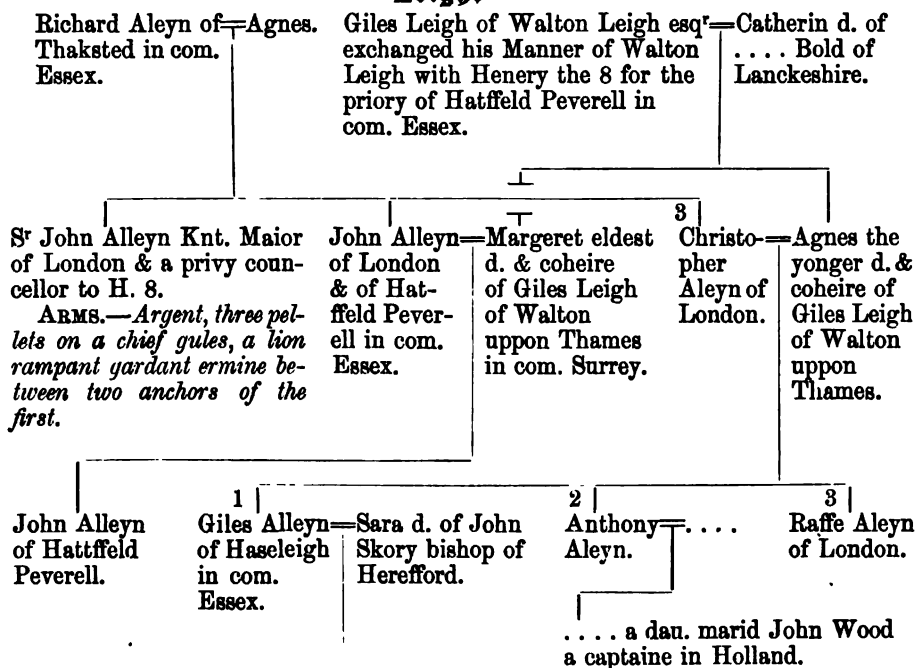 Richard Aleyn of=Agnes.
Thaksted in com.
Essex.
Giles Leigh of Walton Leigh esqʳ=Catherin d. of
exchanged his Manner of Walton
Leigh with Henery the 8 for the
priory of Hatffeld Peverell in
com. Essex.
.... Bold of
Lanckeshire.
Sʳ John Alleyn Knt. Maior
of London & a privy coun-
cellor to H. 8.
ARMS.—Argent, three pel-
lets on a chief gules, a lion
rampant gardant ermine be-
tween two anchors of the
first.
John Alleyn=
of London
& of Hat-
ffeld Pever-
ell in com.
Essex.
Margeret eldest
d. & coheire
of Giles Leigh
of Walton
uppon Thames
in com. Surrey.
3
Christo-=
pher
Aleyn of
London.
Agnes the
yonger d. &
coheire of
Giles Leigh
of Walton
uppon
Thames.
John Alleyn
of Hattffeld
Peverell.
1
Giles Alleyn=
of Haseleigh
in com.
Essex.
Sara d. of John
Skory bishop of
Herefford.
2
Anthony=....
Aleyn.
3
Raffe Aleyn
of London.
.... a dau. marid John Wood
a captaine in Holland.